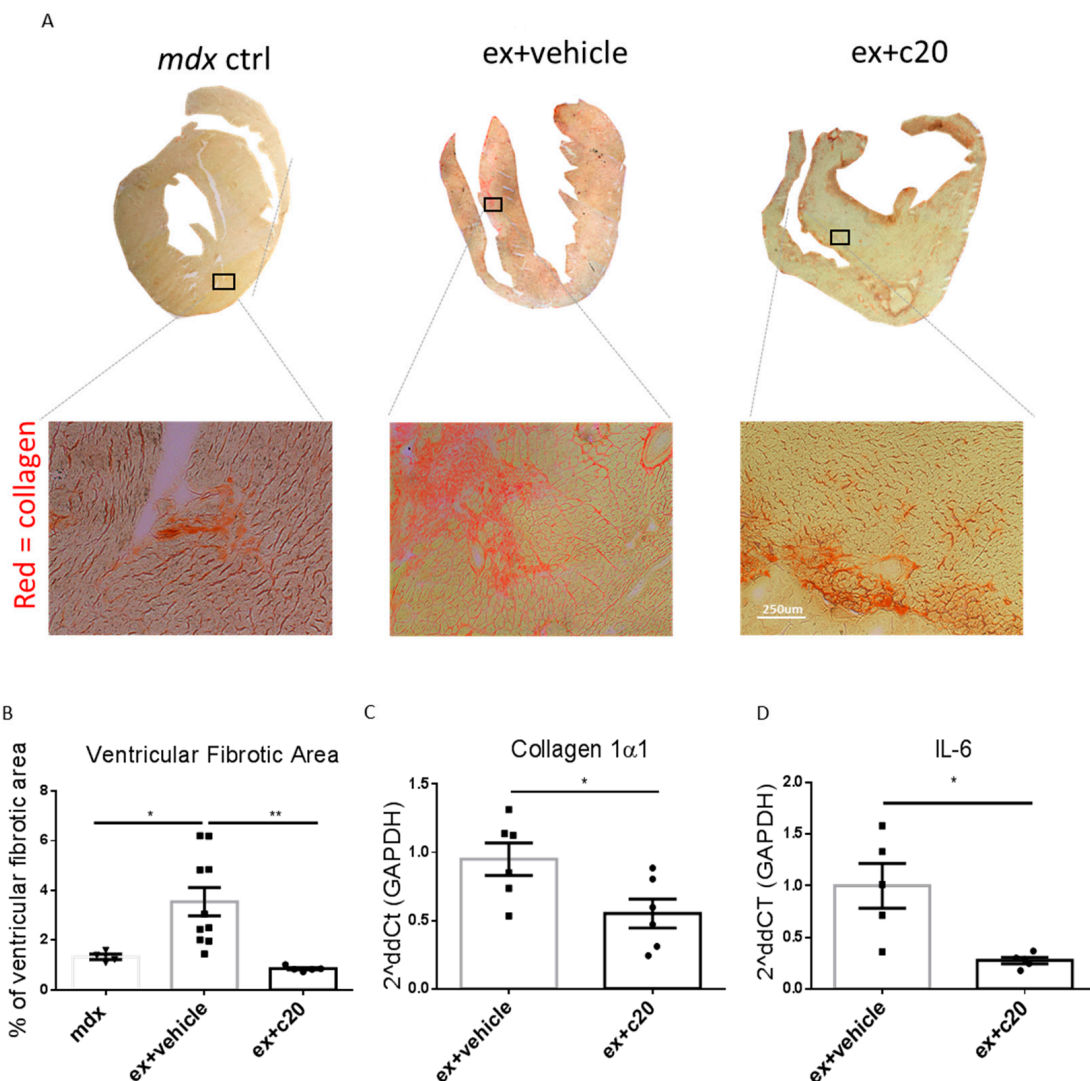 A
mdx ctrl
ex+vehicle
ex+c20
Red = collagen
250um
B
Ventricular Fibrotic Area
% of ventricular fibrotic area
8
6
4
2
0
*
**
mdx
ex+vehicle
ex+c20
C
Collagen 1α1
2^ddCt (GAPDH)
1.5
1.0
0.5
0.0
*
ex+vehicle
ex+c20
D
IL-6
2^ddCT (GAPDH)
2.0
1.5
1.0
0.5
0.0
*
ex+vehicle
ex+c20